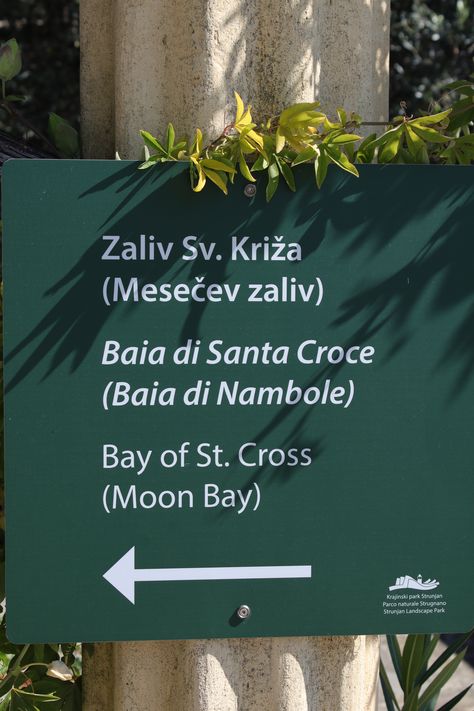 Zaliv Sv. Križa
(Mesečev zaliv)
Baia di Santa Croce
(Baia di Nambole)
Bay of St. Cross
(Moon Bay)
Krajinski park Strunjan
Parco naturale Strugnano
Strunjan Landscape Park